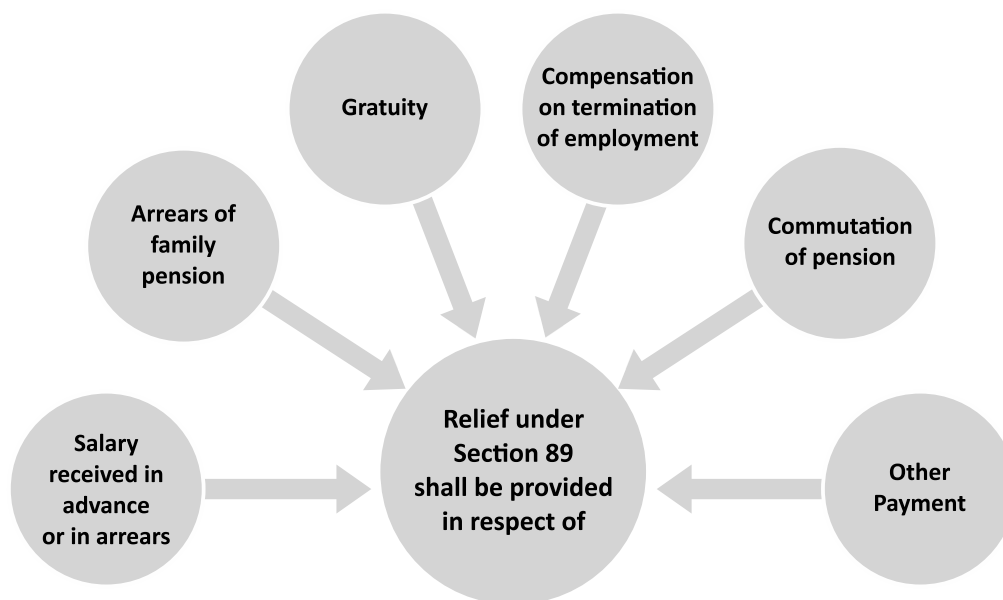 Gratuity
Compensation
on termination
of employment
Arrears of
family
pension
Commutation
of pension
Salary
received in
advance
or in arrears
Relief under
Section 89
shall be provided
in respect of
Other
Payment